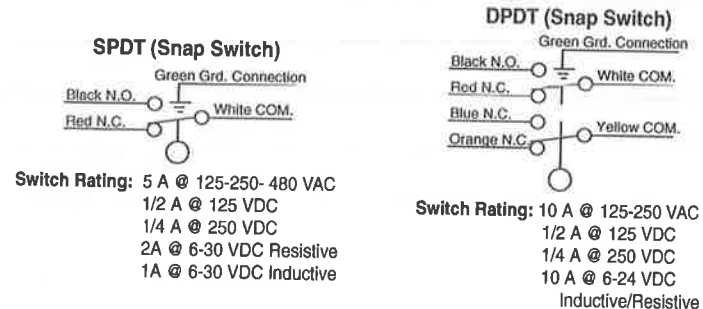 SPDT (Snap Switch)
Green Grd. Connection
Black N.O.
White COM.
Red N.C.
Switch Rating: 5 A @ 125-250- 480 VAC
1/2 A @ 125 VDC
1/4 A @ 250 VDC
2A @ 6-30 VDC Resistive
1A @ 6-30 VDC Inductive
DPDT (Snap Switch)
Green Grd. Connection
Black N.O.
White COM.
Red N.C.
Blue N.C.
Yellow COM.
Orange N.C.
Switch Rating: 10 A @ 125-250 VAC
1/2 A @ 125 VDC
1/4 A @ 250 VDC
10 A @ 6-24 VDC
Inductive/Resistive